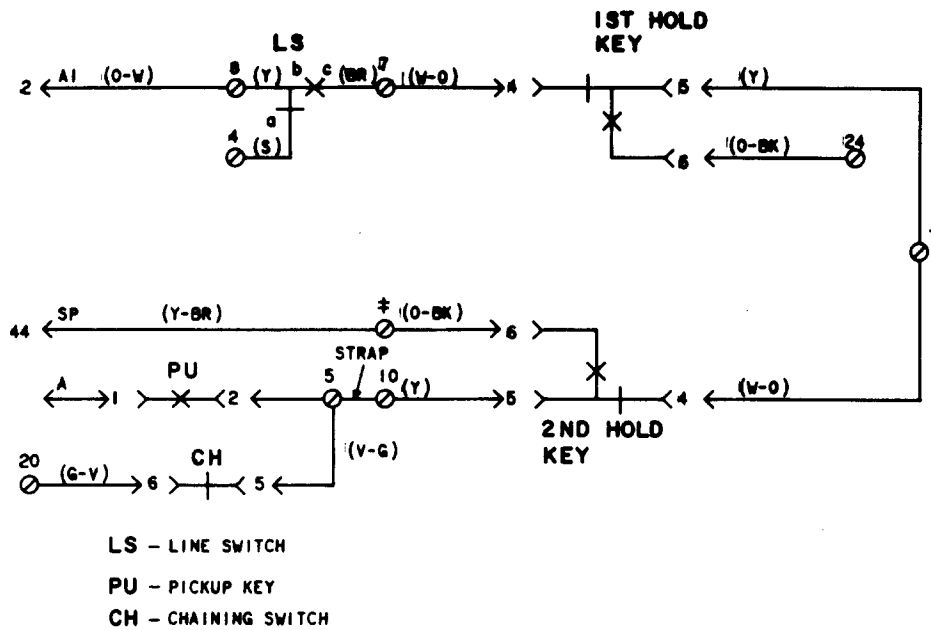 1ST HOLD
KEY
LS
2 A1 (O-W) 8 (Y) b c (BR) 7 (W-O) 4 5 (Y)
a
4 (S) 6 (O-BK) 24
44 SP (Y-BR) ‡ (O-BK) 6
STRAP
A 1 PU 2 5 10 (Y) 5 4 (W-O)
2ND HOLD
KEY
(V-G)
20 (G-V) 6 CH 5
LS – LINE SWITCH
PU – PICKUP KEY
CH – CHAINING SWITCH